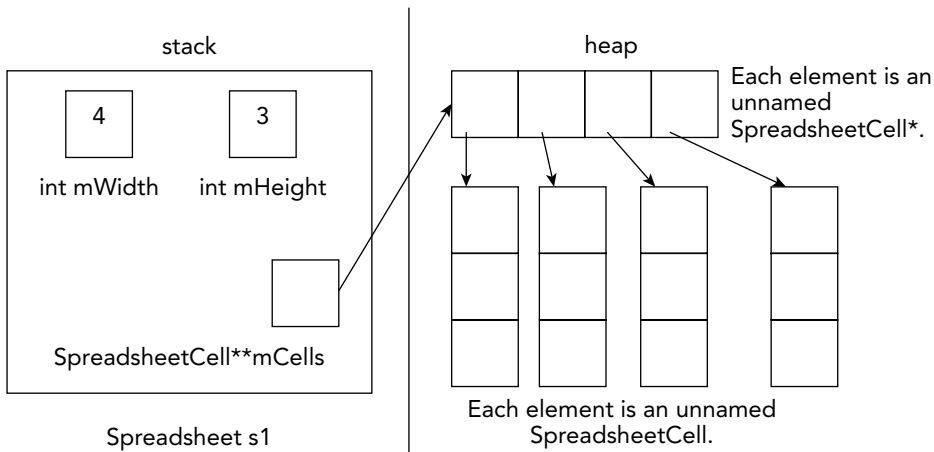 stack
4
3
int mWidth
int mHeight
SpreadsheetCell**mCells
Spreadsheet s1
heap
Each element is an
unnamed
SpreadsheetCell*.
Each element is an unnamed
SpreadsheetCell.